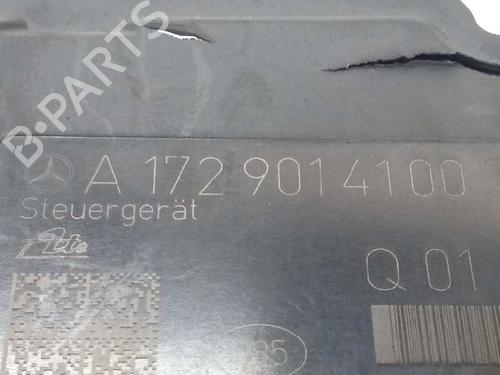 B-PARTS
A 172 901 41 00
Steuergerät
Ate
Q 01
85